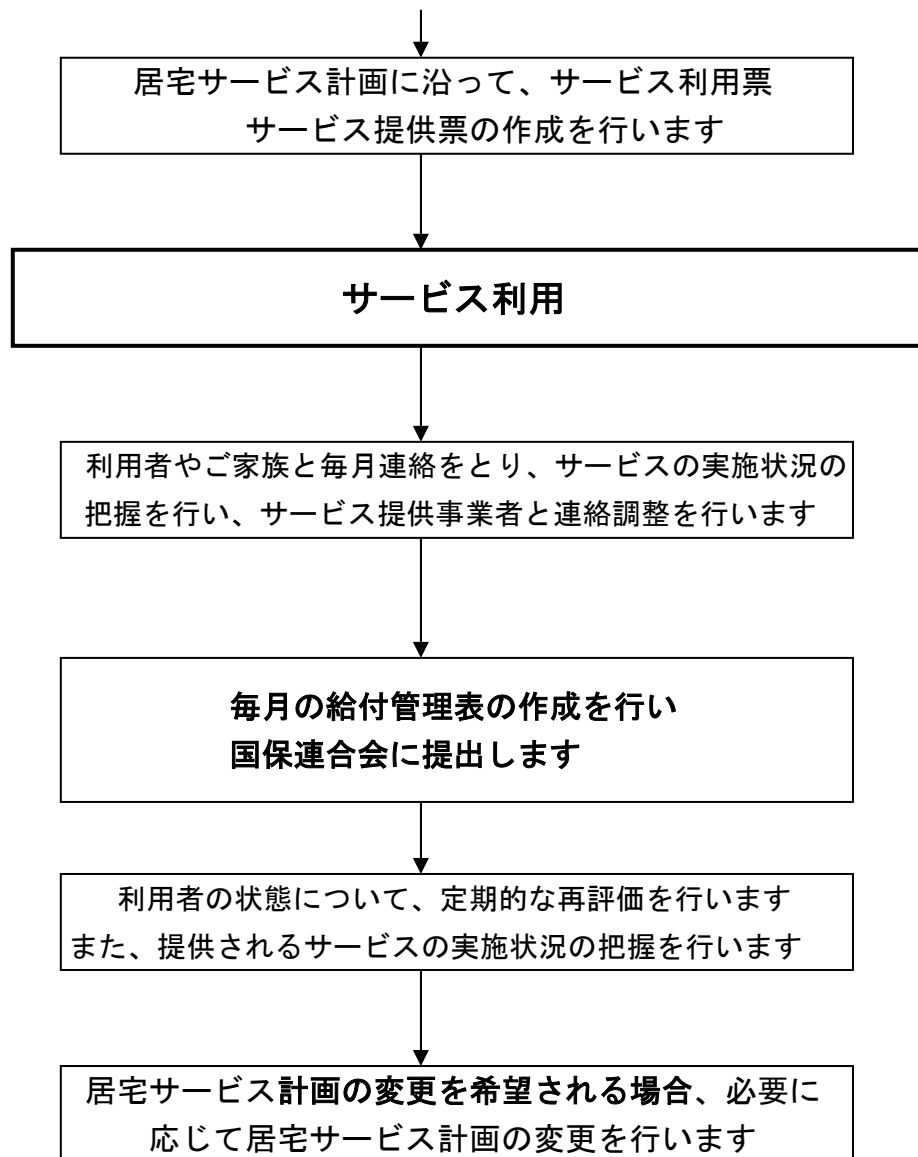 居宅サービス計画に沿って、サービス利用票
サービス提供票の作成を行います
サービス利用
利用者やご家族と毎月連絡をとり、サービスの実施状況の
把握を行い、サービス提供事業者と連絡調整を行います
毎月の給付管理表の作成を行い
国保連合会に提出します
利用者の状態について、定期的な再評価を行います
また、提供されるサービスの実施状況の把握を行います
居宅サービス計画の変更を希望される場合、必要に
応じて居宅サービス計画の変更を行います